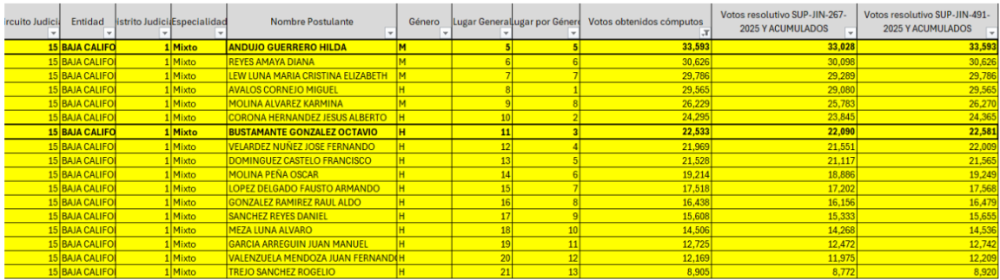 ircuito Judici Entidad istrito Judici Especialidad Nombre Postulante Género Lugar General ugar por Géner Votos obtenidos cómputos Votos resolutivo SUP-JIN-267-2025 Y ACUMULADOS Votos resolutivo SUP-JIN-491-2025 Y ACUMULADOS
15 BAJA CALIFO 1 Mixto ANDUJO GUERRERO HILDA M 5 5 33,593 33,028 33,593
15 BAJA CALIFO 1 Mixto REYES AMAYA DIANA M 6 6 30,626 30,098 30,626
15 BAJA CALIFO 1 Mixto LEW LUNA MARIA CRISTINA ELIZABETH M 7 7 29,786 29,289 29,786
15 BAJA CALIFO 1 Mixto AVALOS CORNEJO MIGUEL H 8 1 29,565 29,080 29,565
15 BAJA CALIFO 1 Mixto MOLINA ALVAREZ KARMINA M 9 8 26,229 25,783 26,270
15 BAJA CALIFO 1 Mixto CORONA HERNANDEZ JESUS ALBERTO H 10 2 24,295 23,845 24,365
15 BAJA CALIFO 1 Mixto BUSTAMANTE GONZALEZ OCTAVIO H 11 3 22,533 22,090 22,581
15 BAJA CALIFO 1 Mixto VELARDEZ NUÑEZ JOSE FERNANDO H 12 4 21,969 21,551 22,009
15 BAJA CALIFO 1 Mixto DOMINGUEZ CASTELO FRANCISCO H 13 5 21,528 21,117 21,565
15 BAJA CALIFO 1 Mixto MOLINA PEÑA OSCAR H 14 6 19,214 18,886 19,249
15 BAJA CALIFO 1 Mixto LOPEZ DELGADO FAUSTO ARMANDO H 15 7 17,518 17,202 17,568
15 BAJA CALIFO 1 Mixto GONZALEZ RAMIREZ RAUL ALDO H 16 8 16,438 16,156 16,479
15 BAJA CALIFO 1 Mixto SANCHEZ REYES DANIEL H 17 9 15,608 15,333 15,655
15 BAJA CALIFO 1 Mixto MEZA LUNA ALVARO H 18 10 14,506 14,268 14,536
15 BAJA CALIFO 1 Mixto GARCIA ARREGUIN JUAN MANUEL H 19 11 12,725 12,472 12,742
15 BAJA CALIFO 1 Mixto VALENZUELA MENDOZA JUAN FERNAND H 20 12 12,169 11,975 12,209
15 BAJA CALIFO 1 Mixto TREJO SANCHEZ ROGELIO H 21 13 8,905 8,772 8,920